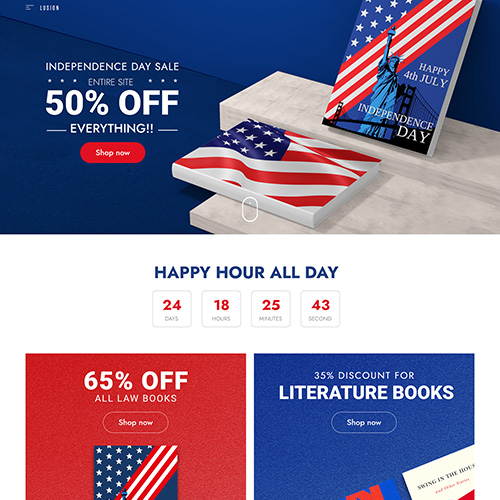 LUSION
INDEPENDENCE DAY SALE
ENTIRE SITE
50% OFF
EVERYTHING!!
Shop now
HAPPY
4th JULY
INDEPENDENCE
DAY
HAPPY HOUR ALL DAY
24 18 25 43
DAYS HOURS MINUTES SECOND
65% OFF
ALL LAW BOOKS
Shop now
35% DISCOUNT FOR
LITERATURE BOOKS
Shop now
SWING IN THE HOUS
and Other Stories